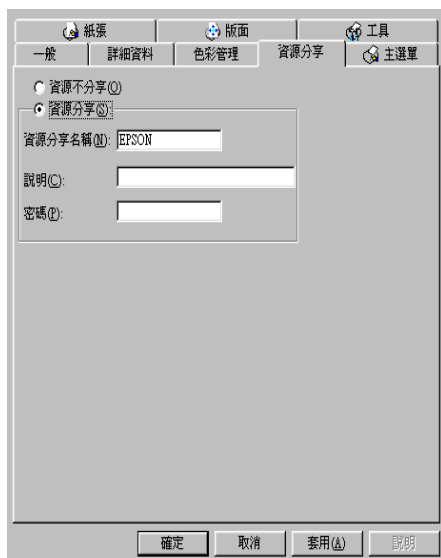 紙張 版面 工具
一般 詳細資料 色彩管理 資源分享 主選單
資源不分享(O)
資源分享(S):
資源分享名稱(N): EPSON
說明(C):
密碼(P):
確定 取消 套用(A) 說明